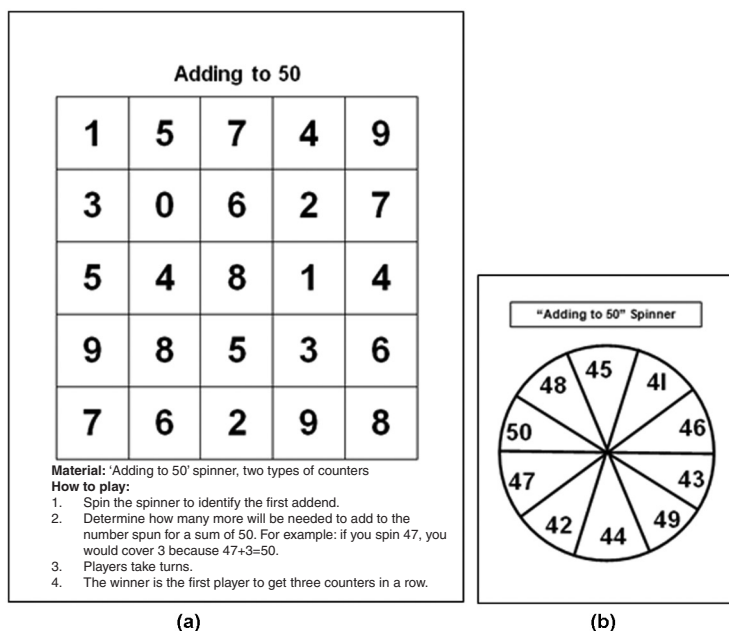 Adding to 50
1 5 7 4 9
3 0 6 2 7
5 4 8 1 4
9 8 5 3 6
7 6 2 9 8
Material: 'Adding to 50' spinner, two types of counters
How to play:
1. Spin the spinner to identify the first addend.
2. Determine how many more will be needed to add to the
number spun for a sum of 50. For example: if you spin 47, you
would cover 3 because 47+3=50.
3. Players take turns.
4. The winner is the first player to get three counters in a row.
(a)
"Adding to 50" Spinner
45
41
46
43
49
44
42
47
50
48
(b)